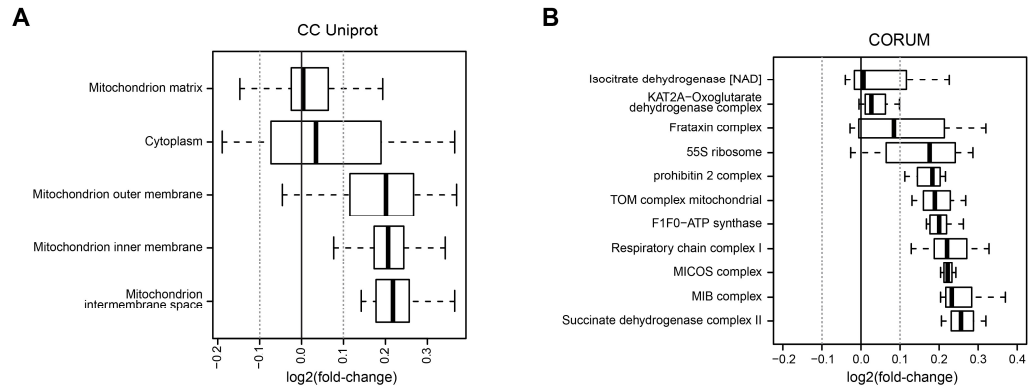 A
CC Uniprot
Mitochondrion matrix
Cytoplasm
Mitochondrion outer membrane
Mitochondrion inner membrane
Mitochondrion
intermembrane space
−0.2
−0.1
0.0
0.1
0.2
0.3
log2(fold-change)
B
CORUM
Isocitrate dehydrogenase [NAD]
KAT2A−Oxoglutarate
dehydrogenase complex
Frataxin complex
55S ribosome
prohibitin 2 complex
TOM complex mitochondrial
F1F0−ATP synthase
Respiratory chain complex I
MICOS complex
MIB complex
Succinate dehydrogenase complex II
−0.2 −0.1 0.0 0.1 0.2 0.3 0.4
log2(fold-change)